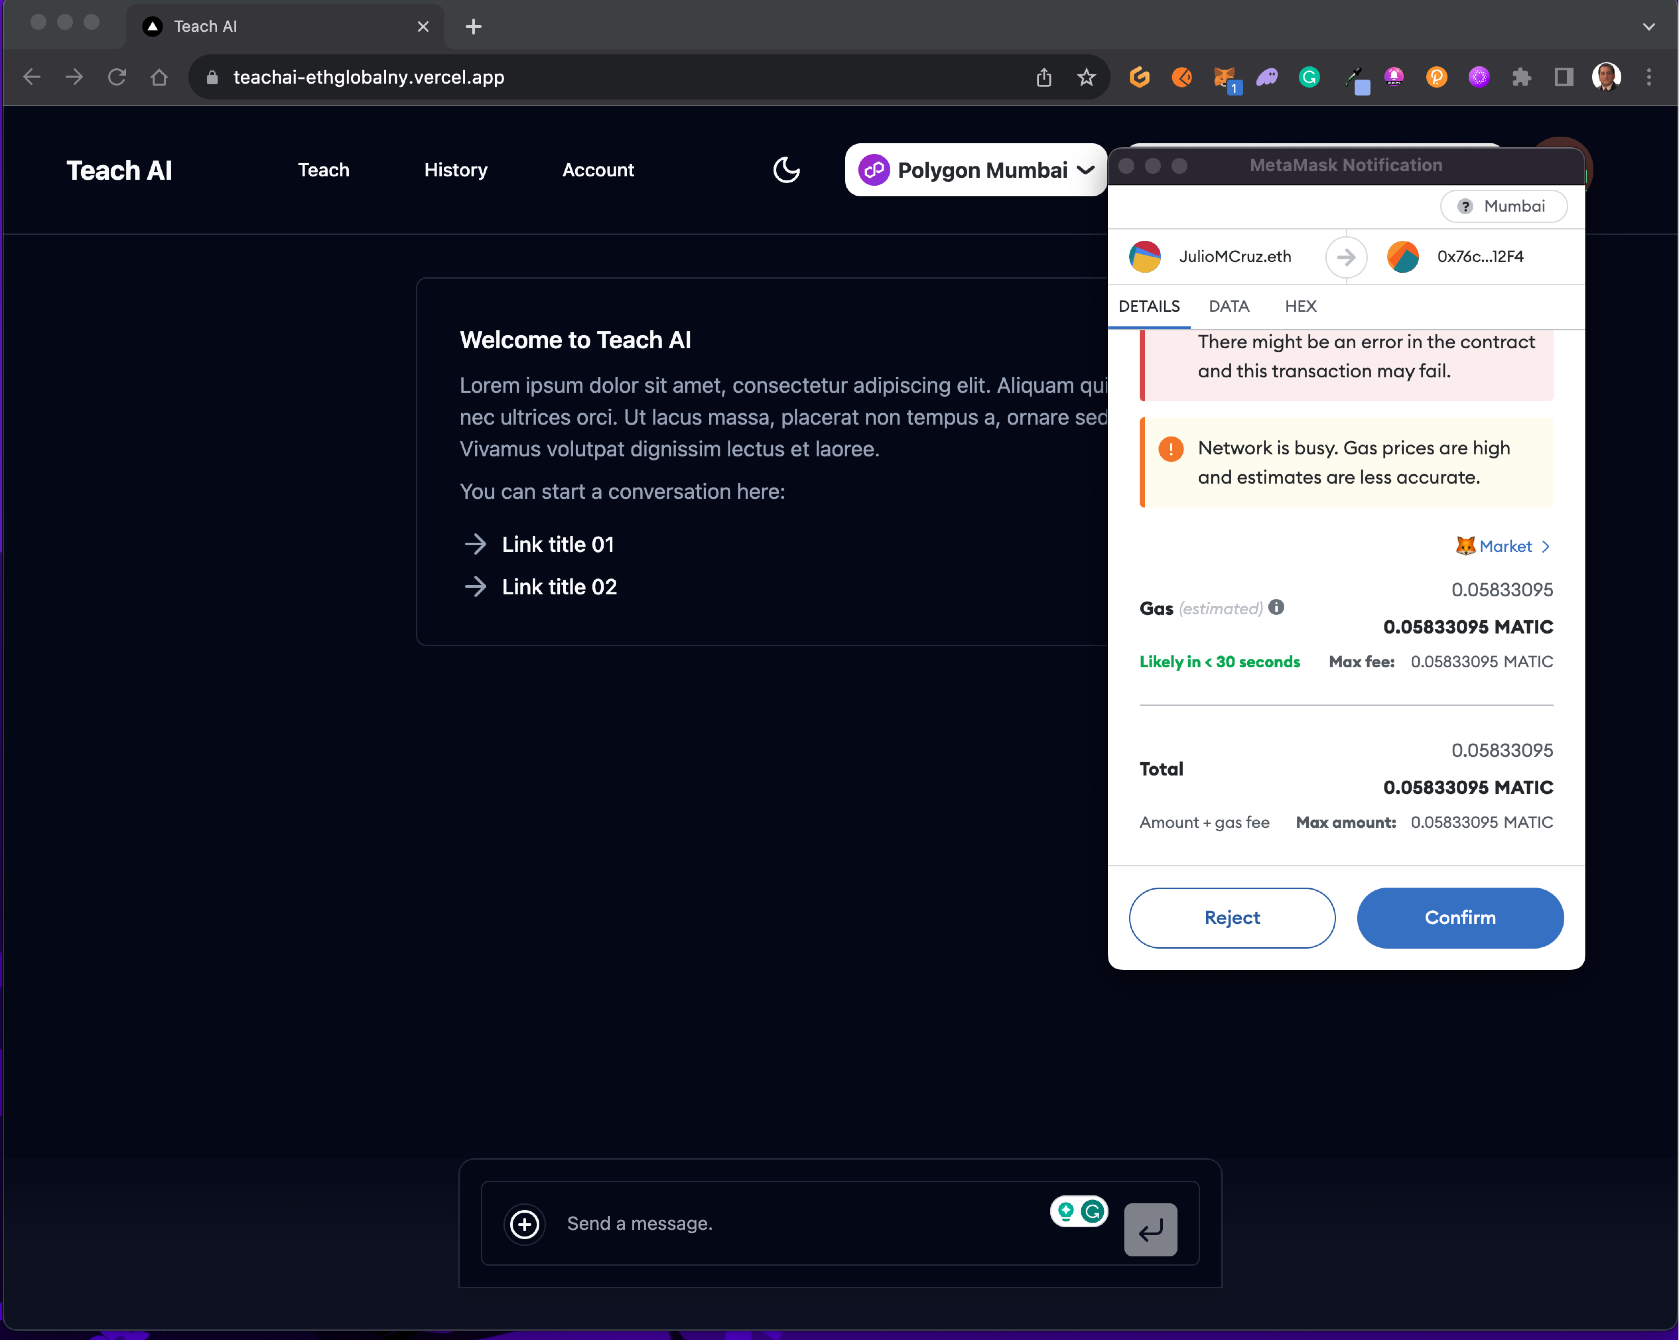 Teach AI
teachai-ethglobalny.vercel.app
1
Teach AI
Teach
History
Account
Polygon Mumbai
Welcome to Teach AI
Lorem ipsum dolor sit amet, consectetur adipiscing elit. Aliquam qui
nec ultrices orci. Ut lacus massa, placerat non tempus a, ornare sed
Vivamus volutpat dignissim lectus et laoree.
You can start a conversation here:
Link title 01
Link title 02
MetaMask Notification
? Mumbai
JulioMCruz.eth
0x76c...12F4
DETAILS
DATA
HEX
There might be an error in the contract
and this transaction may fail.
Network is busy. Gas prices are high
and estimates are less accurate.
Market
0.05833095
Gas (estimated)
0.05833095 MATIC
Likely in < 30 seconds
Max fee: 0.05833095 MATIC
0.05833095
Total
0.05833095 MATIC
Amount + gas fee
Max amount: 0.05833095 MATIC
Reject
Confirm
Send a message.